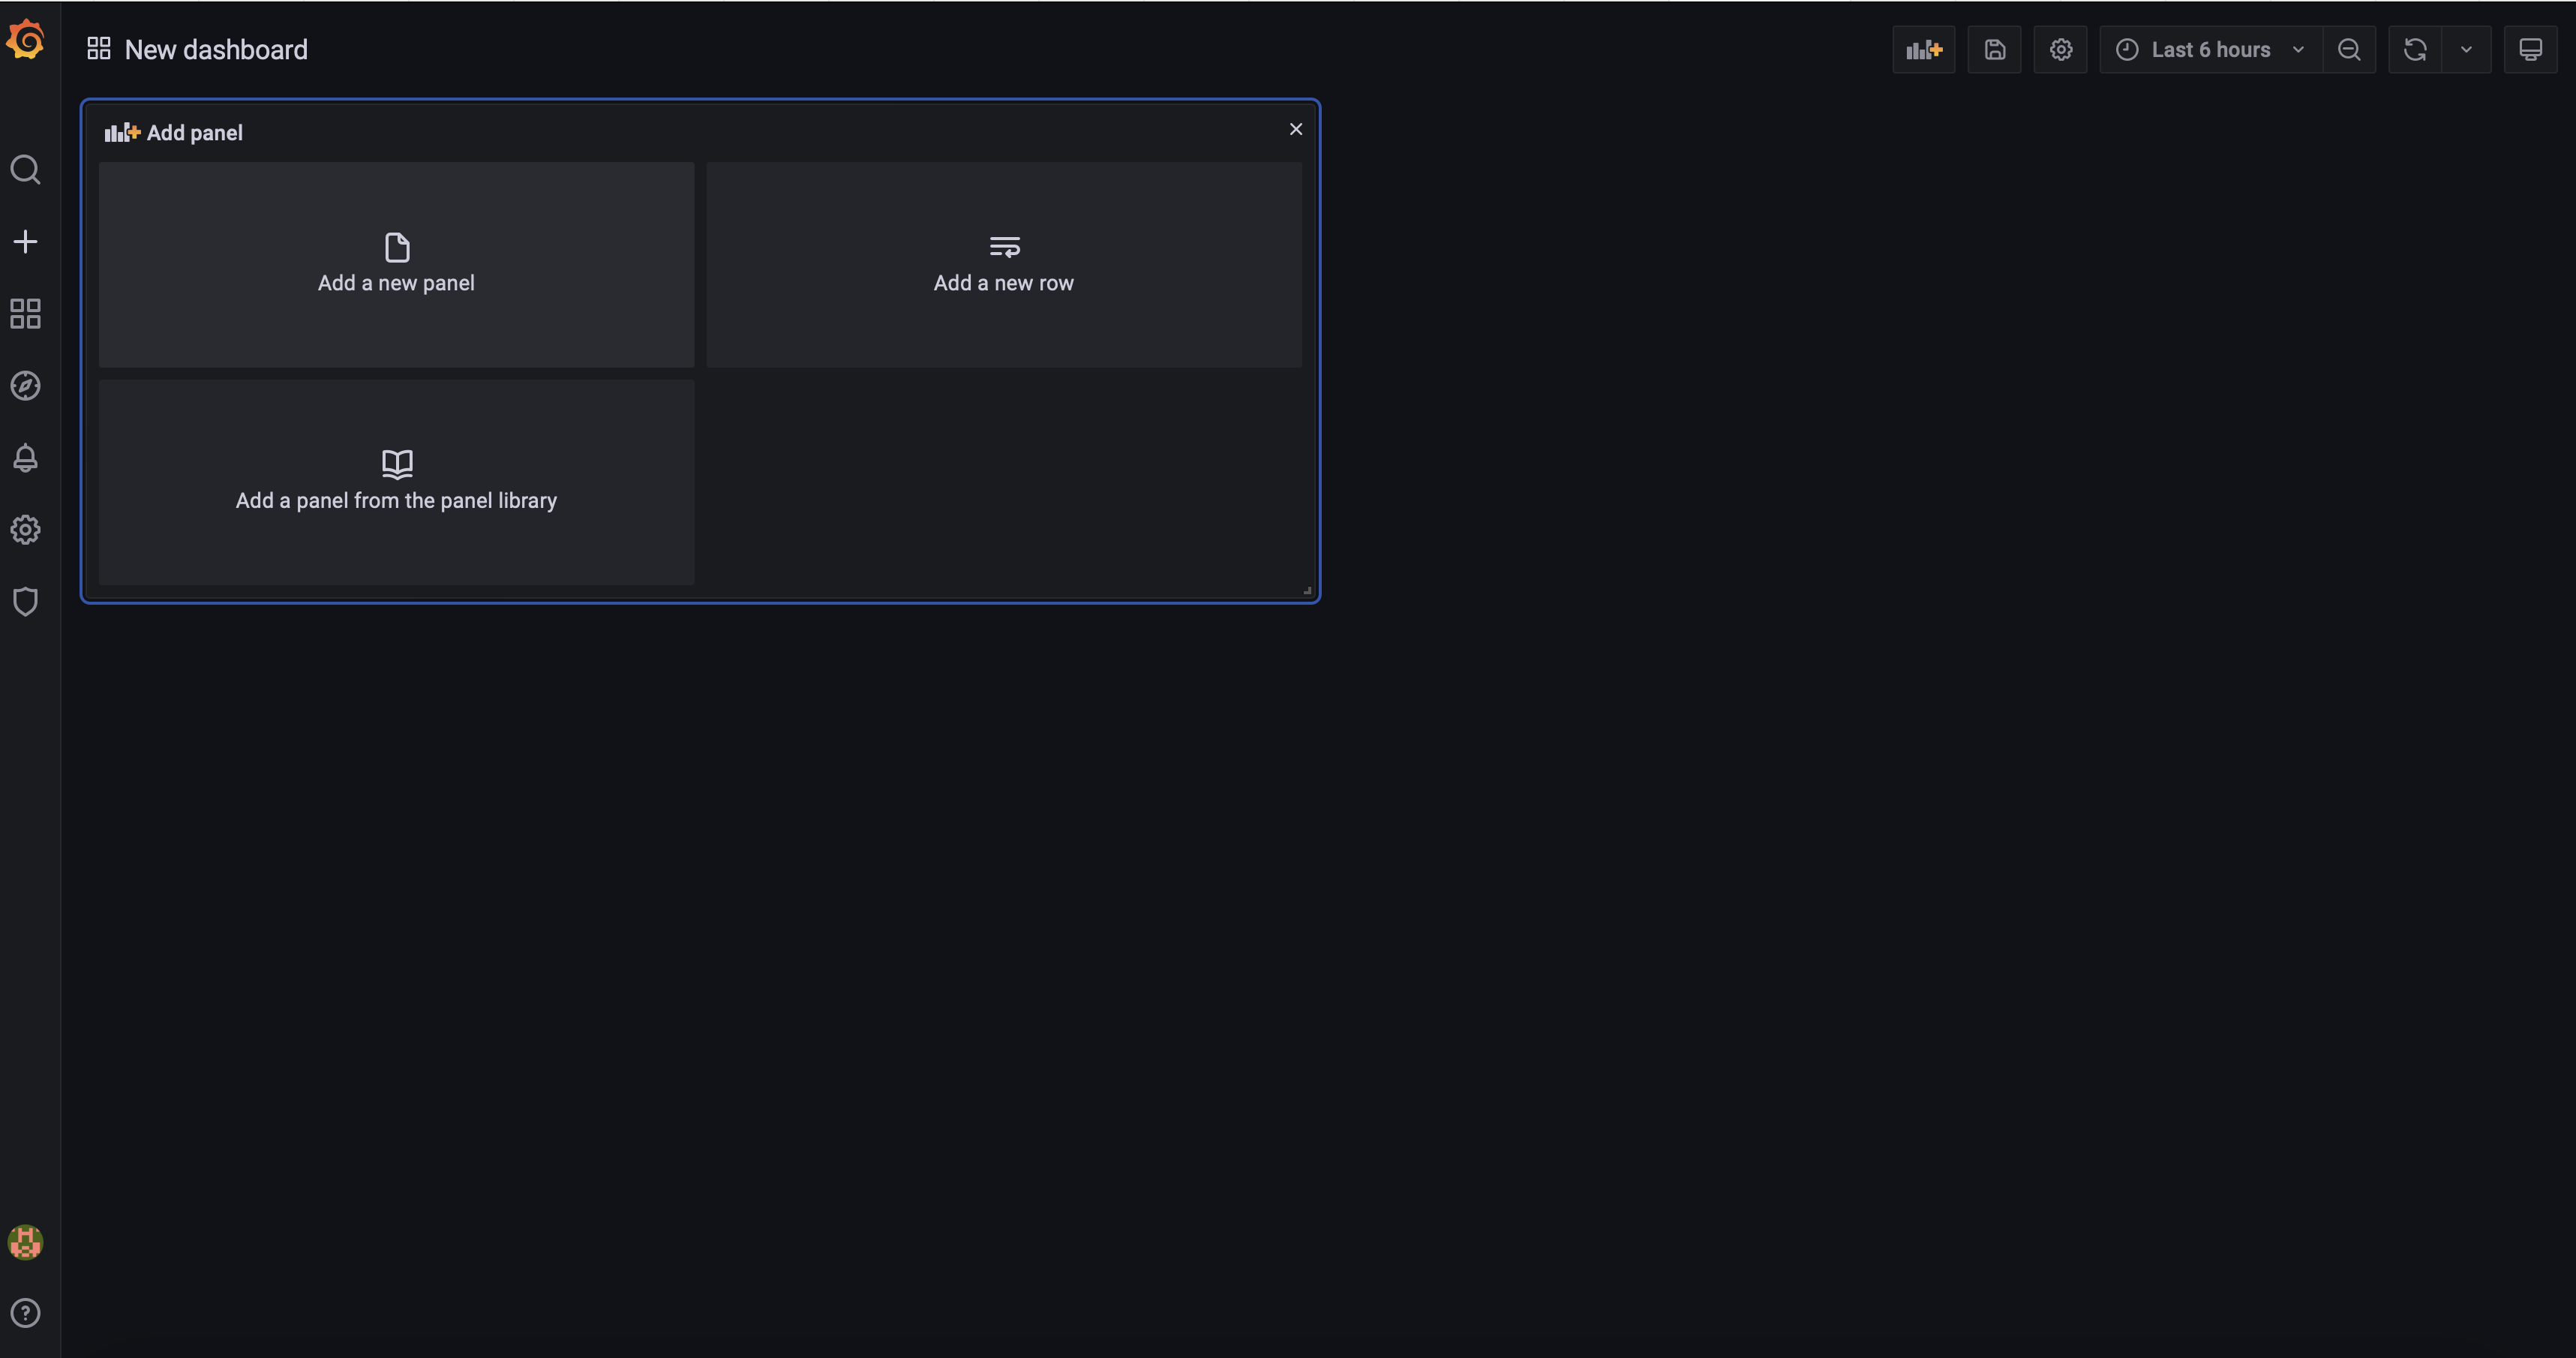 New dashboard
Last 6 hours
Add panel
Add a new panel
Add a new row
Add a panel from the panel library